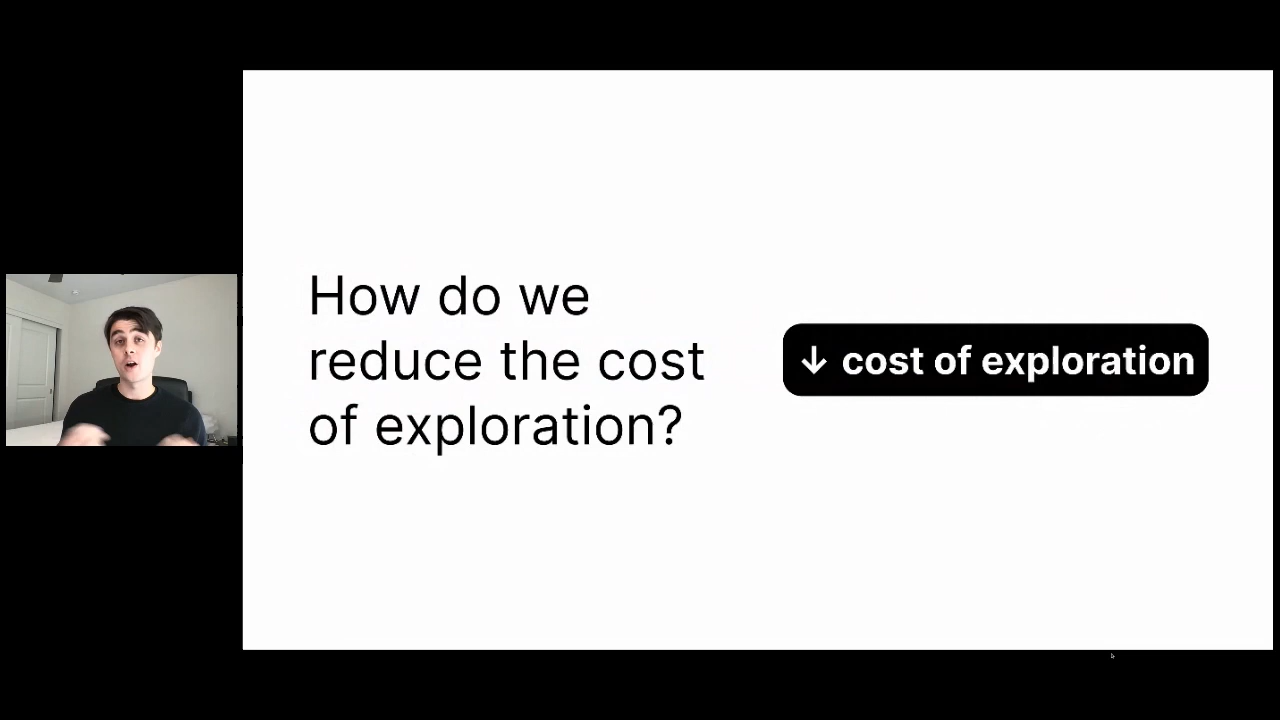 How do we
reduce the cost
of exploration?
↓ cost of exploration